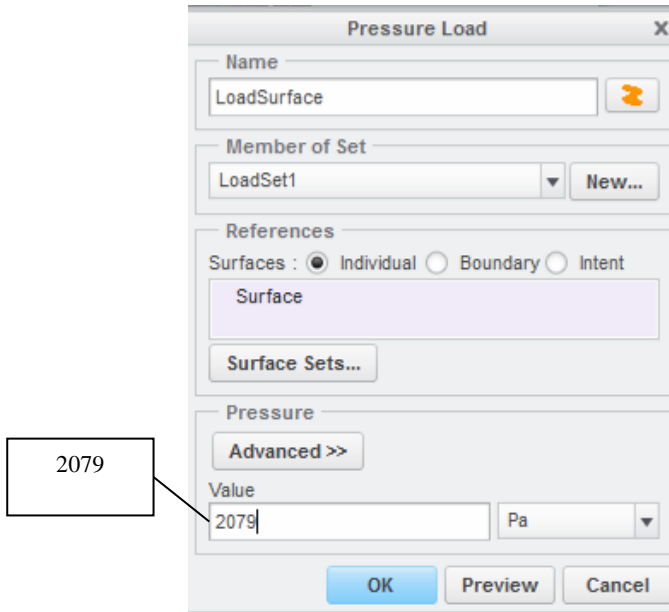 Pressure Load x
Name
LoadSurface
Member of Set
LoadSet1 New...
References
Surfaces : Individual Boundary Intent
Surface
Surface Sets...
Pressure
Advanced >>
2079
Value
2079 Pa
OK Preview Cancel